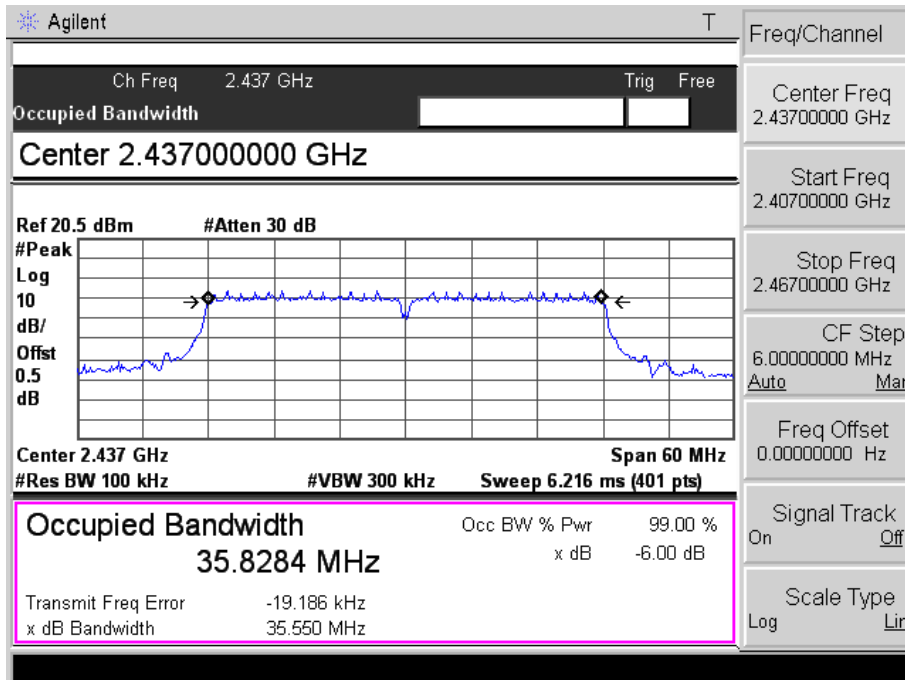 Agilent T
Ch Freq 2.437 GHz Trig Free
Occupied Bandwidth
Center 2.437000000 GHz
Ref 20.5 dBm #Atten 30 dB
#Peak
Log
10
dB/
Offst
0.5
dB
Center 2.437 GHz Span 60 MHz
#Res BW 100 kHz #VBW 300 kHz Sweep 6.216 ms (401 pts)
Occupied Bandwidth
35.8284 MHz
Occ BW % Pwr 99.00 %
x dB -6.00 dB
Transmit Freq Error -19.186 kHz
x dB Bandwidth 35.550 MHz
Freq/Channel
Center Freq
2.43700000 GHz
Start Freq
2.40700000 GHz
Stop Freq
2.46700000 GHz
CF Step
6.00000000 MHz
Auto Mar
Freq Offset
0.00000000 Hz
Signal Track
On Off
Scale Type
Log Lin